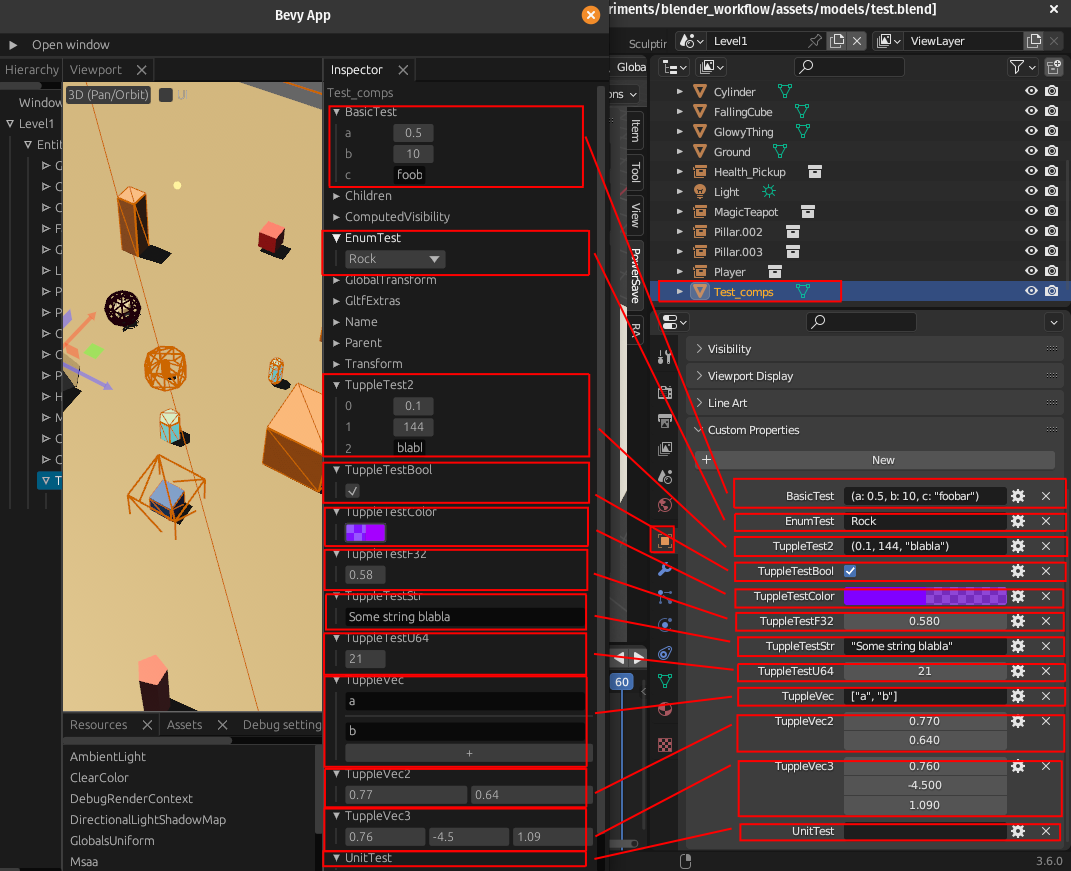 Bevy App
Open window
Hierarchy
Viewport
Window
Level1
3D (Pan/Orbit)
UI
Resources
Assets
Debug setting
AmbientLight
ClearColor
DebugRenderContext
DirectionalLightShadowMap
GlobalsUniform
Msaa
Inspector
Test_comps
BasicTest
a 0.5
b 10
c foob
Children
ComputedVisibility
EnumTest
Rock
GlobalTransform
GltfExtras
Name
Parent
Transform
TuppleTest2
0 0.1
1 144
2 blabl
TuppleTestBool
TuppleTestColor
TuppleTestF32
0.58
TuppleTestStr
Some string blabla
TuppleTestU64
21
TuppleVec
a
b
+
TuppleVec2
0.77 0.64
TuppleVec3
0.76 -4.5 1.09
UnitTest
riments/blender_workflow/assets/models/test.blend]
Sculptir
Level1
ViewLayer
Globa
ons
Item
Tool
View
PowerSave
RA
60
Cylinder
FallingCube
GlowyThing
Ground
Health_Pickup
Light
MagicTeapot
Pillar.002
Pillar.003
Player
Test_comps
Visibility
Viewport Display
Line Art
Custom Properties
+ New
BasicTest (a: 0.5, b: 10, c: "foobar")
EnumTest Rock
TuppleTest2 (0.1, 144, "blabla")
TuppleTestBool
TuppleTestColor
TuppleTestF32 0.580
TuppleTestStr "Some string blabla"
TuppleTestU64 21
TuppleVec ["a", "b"]
TuppleVec2 0.770
0.640
TuppleVec3 0.760
-4.500
1.090
UnitTest
3.6.0